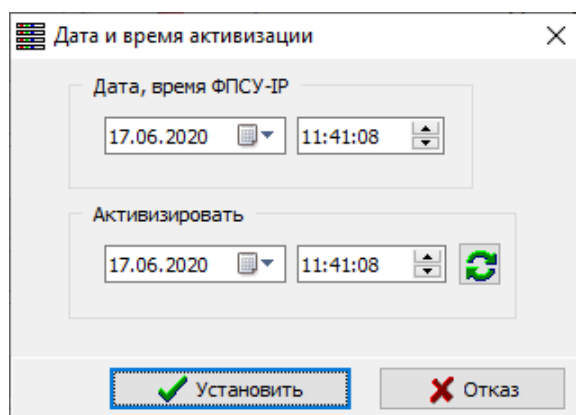 Дата и время активизации
Дата, время ФПСУ-IP
17.06.2020 11:41:08
Активизировать
17.06.2020 11:41:08
Установить Отказ